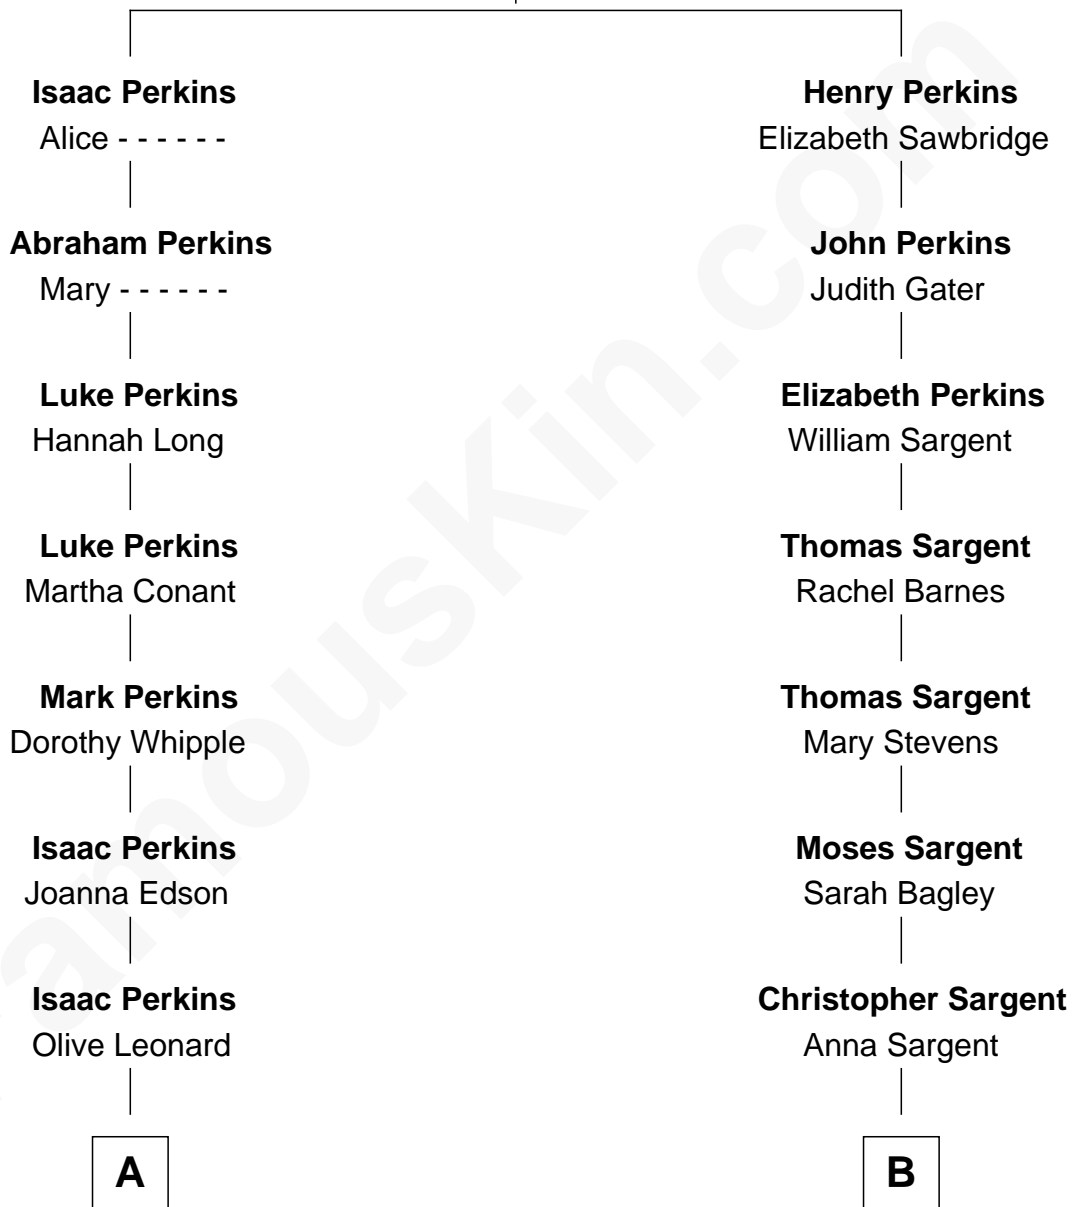 Isaac Perkins
Alice - - - - - -
Abraham Perkins
Mary - - - - - -
Luke Perkins
Hannah Long
Luke Perkins
Martha Conant
Mark Perkins
Dorothy Whipple
Isaac Perkins
Joanna Edson
Isaac Perkins
Olive Leonard
A
Henry Perkins
Elizabeth Sawbridge
John Perkins
Judith Gater
Elizabeth Perkins
William Sargent
Thomas Sargent
Rachel Barnes
Thomas Sargent
Mary Stevens
Moses Sargent
Sarah Bagley
Christopher Sargent
Anna Sargent
B
amouskin.com